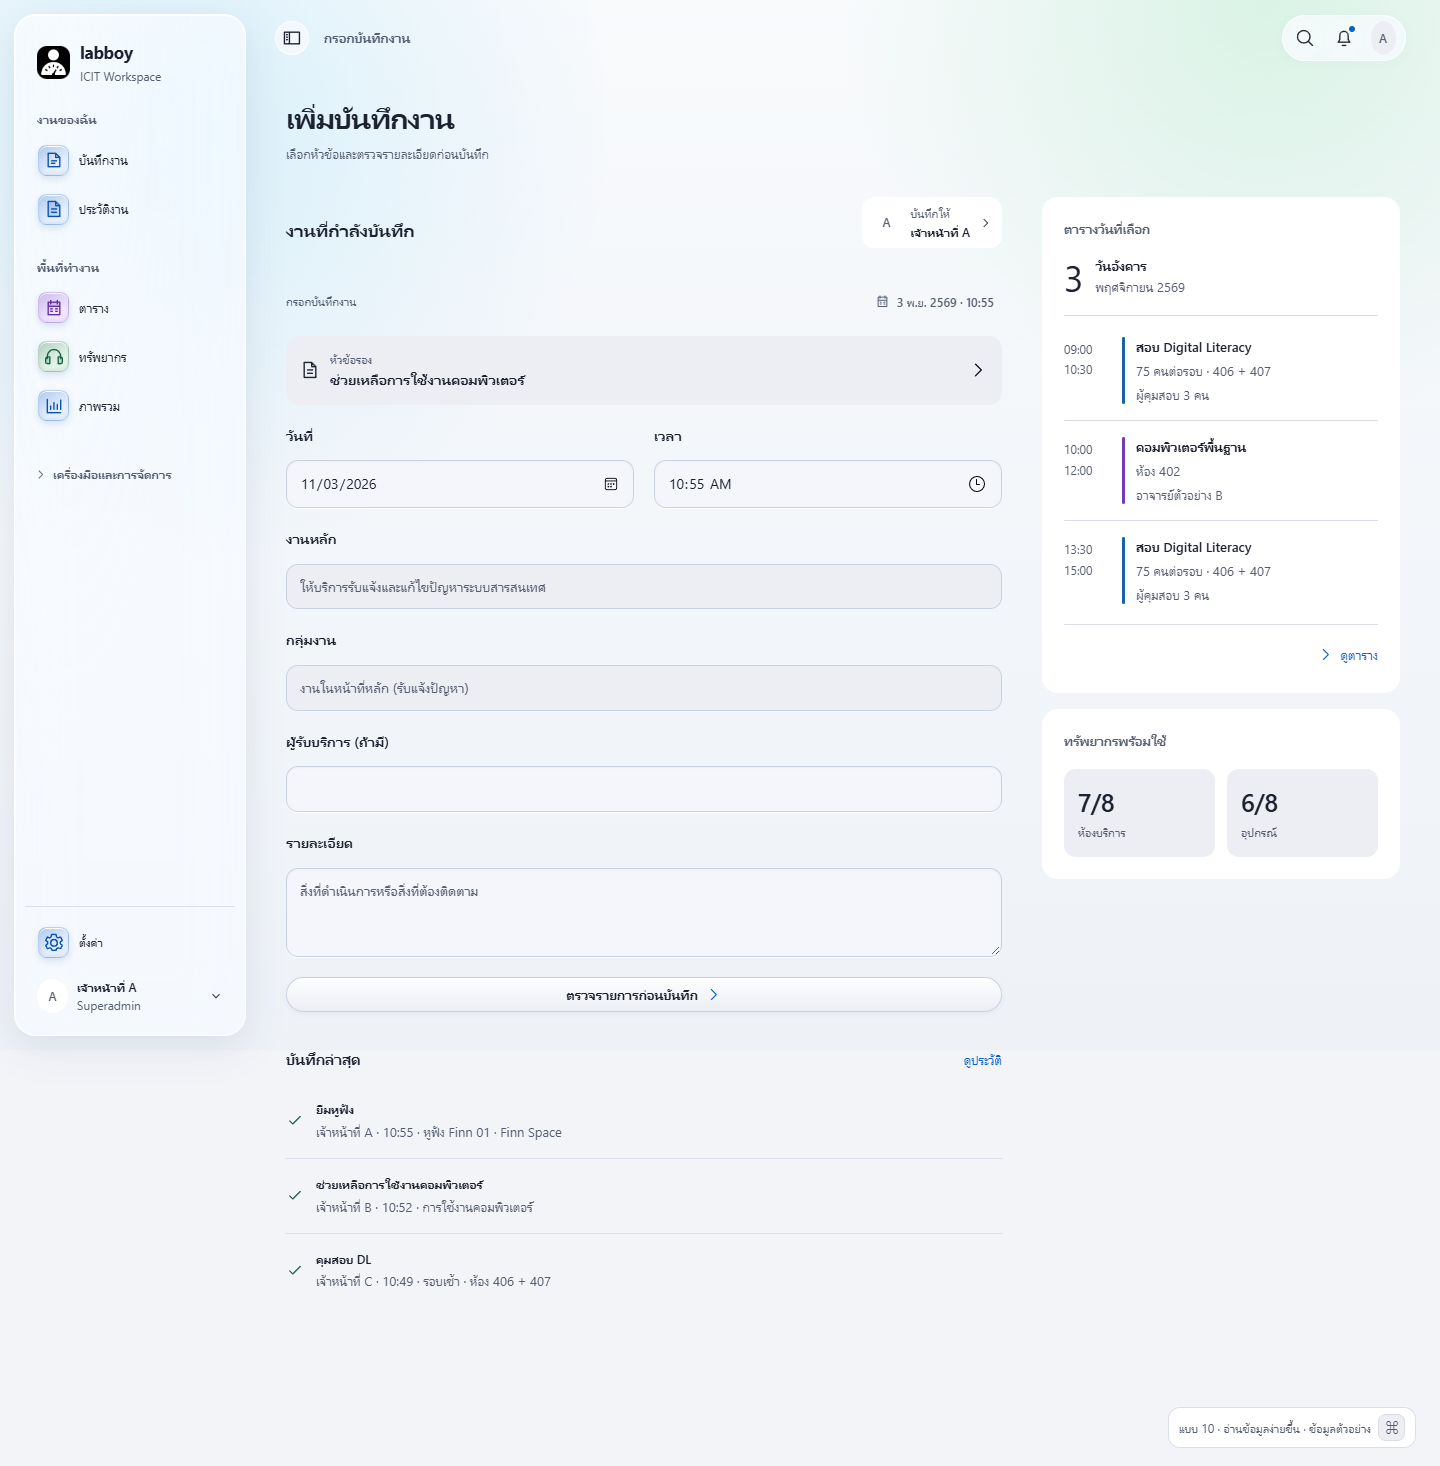 labboy
ICIT Workspace
งานของฉัน
บันทึกงาน
ประวัติงาน
พื้นที่ทำงาน
ตาราง
ทรัพยากร
ภาพรวม
เครื่องมือและการจัดการ
ตั้งค่า
A
เจ้าหน้าที่ A
Superadmin
กรอกบันทึกงาน
A
เพิ่มบันทึกงาน
เลือกหัวข้อและตรวจรายละเอียดก่อนบันทึก
งานที่กำลังบันทึก
A
บันทึกให้
เจ้าหน้าที่ A
กรอกบันทึกงาน
3 พ.ย. 2569 · 10:55
หัวข้อรอง
ช่วยเหลือการใช้งานคอมพิวเตอร์
วันที่
เวลา
11/03/2026
10:55 AM
งานหลัก
ให้บริการรับแจ้งและแก้ไขปัญหาระบบสารสนเทศ
กลุ่มงาน
งานในหน้าที่หลัก (รับแจ้งปัญหา)
ผู้รับบริการ (ถ้ามี)
รายละเอียด
สิ่งที่ดำเนินการหรือสิ่งที่ต้องติดตาม
ตรวจรายการก่อนบันทึก
บันทึกล่าสุด
ดูประวัติ
ยืมหูฟัง
เจ้าหน้าที่ A · 10:55 · หูฟัง Finn 01 · Finn Space
ช่วยเหลือการใช้งานคอมพิวเตอร์
เจ้าหน้าที่ B · 10:52 · การใช้งานคอมพิวเตอร์
คุมสอบ DL
เจ้าหน้าที่ C · 10:49 · รอบเช้า · ห้อง 406 + 407
ตารางวันที่เลือก
3
วันอังคาร
พฤศจิกายน 2569
09:00
10:30
สอบ Digital Literacy
75 คนต่อรอบ · 406 + 407
ผู้คุมสอบ 3 คน
10:00
12:00
คอมพิวเตอร์พื้นฐาน
ห้อง 402
อาจารย์ตัวอย่าง B
13:30
15:00
สอบ Digital Literacy
75 คนต่อรอบ · 406 + 407
ผู้คุมสอบ 3 คน
ดูตาราง
ทรัพยากรพร้อมใช้
7/8
ห้องบริการ
6/8
อุปกรณ์
แบบ 10 · อ่านข้อมูลง่ายขึ้น · ข้อมูลตัวอย่าง